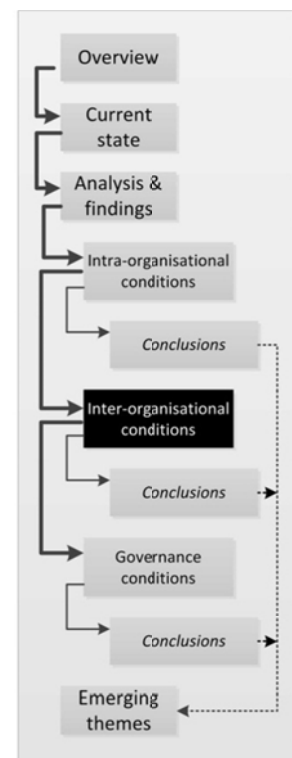 Overview
Current
state
Analysis &
findings
Intra-organisational
conditions
Conclusions
Inter-organisational
conditions
Conclusions
Governance
conditions
Conclusions
Emerging
themes